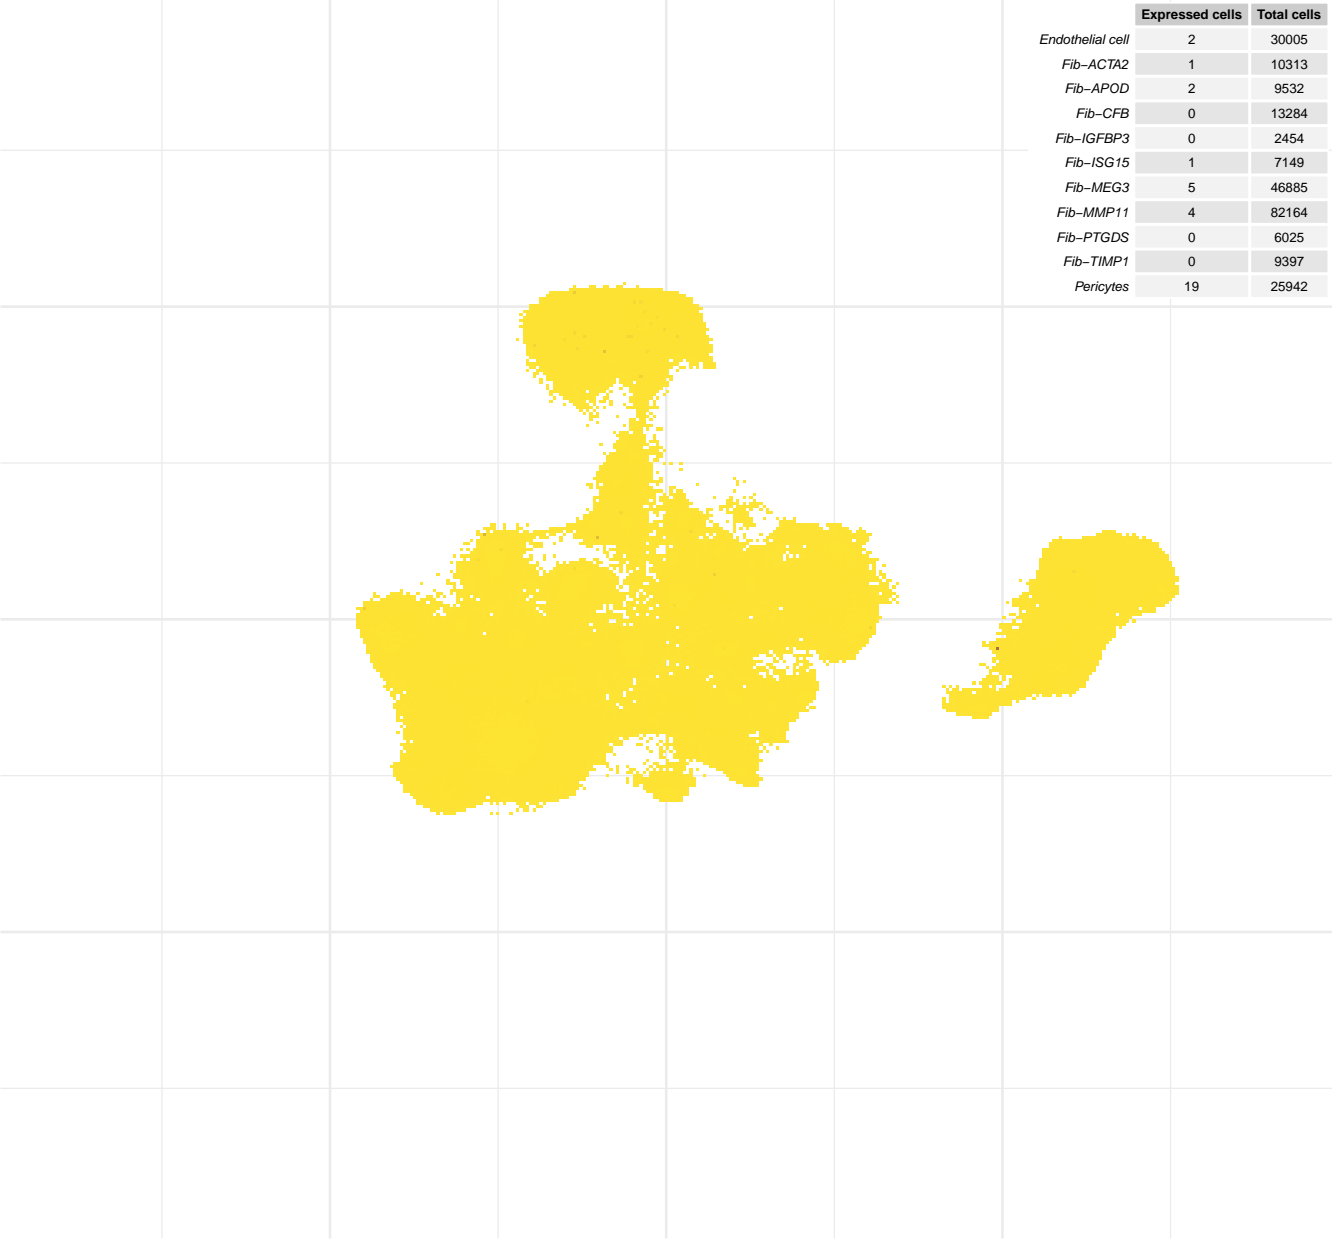 Expressed cells Total cells
Endothelial cell 2 30005
Fib−ACTA2 1 10313
Fib−APOD 2 9532
Fib−CFB 0 13284
Fib−IGFBP3 0 2454
Fib−ISG15 1 7149
Fib−MEG3 5 46885
Fib−MMP11 4 82164
Fib−PTGDS 0 6025
Fib−TIMP1 0 9397
Pericytes 19 25942